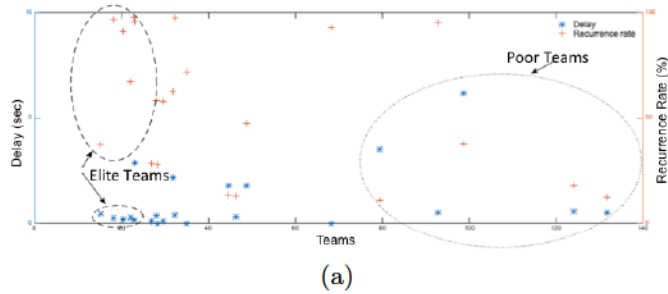 10
100
Delay
Recurrence rate
Poor Teams
Delay (sec)
5
50
Recurrence Rate (%)
Elite Teams
0
0
0
20
40
60
80
100
120
140
Teams
(a)